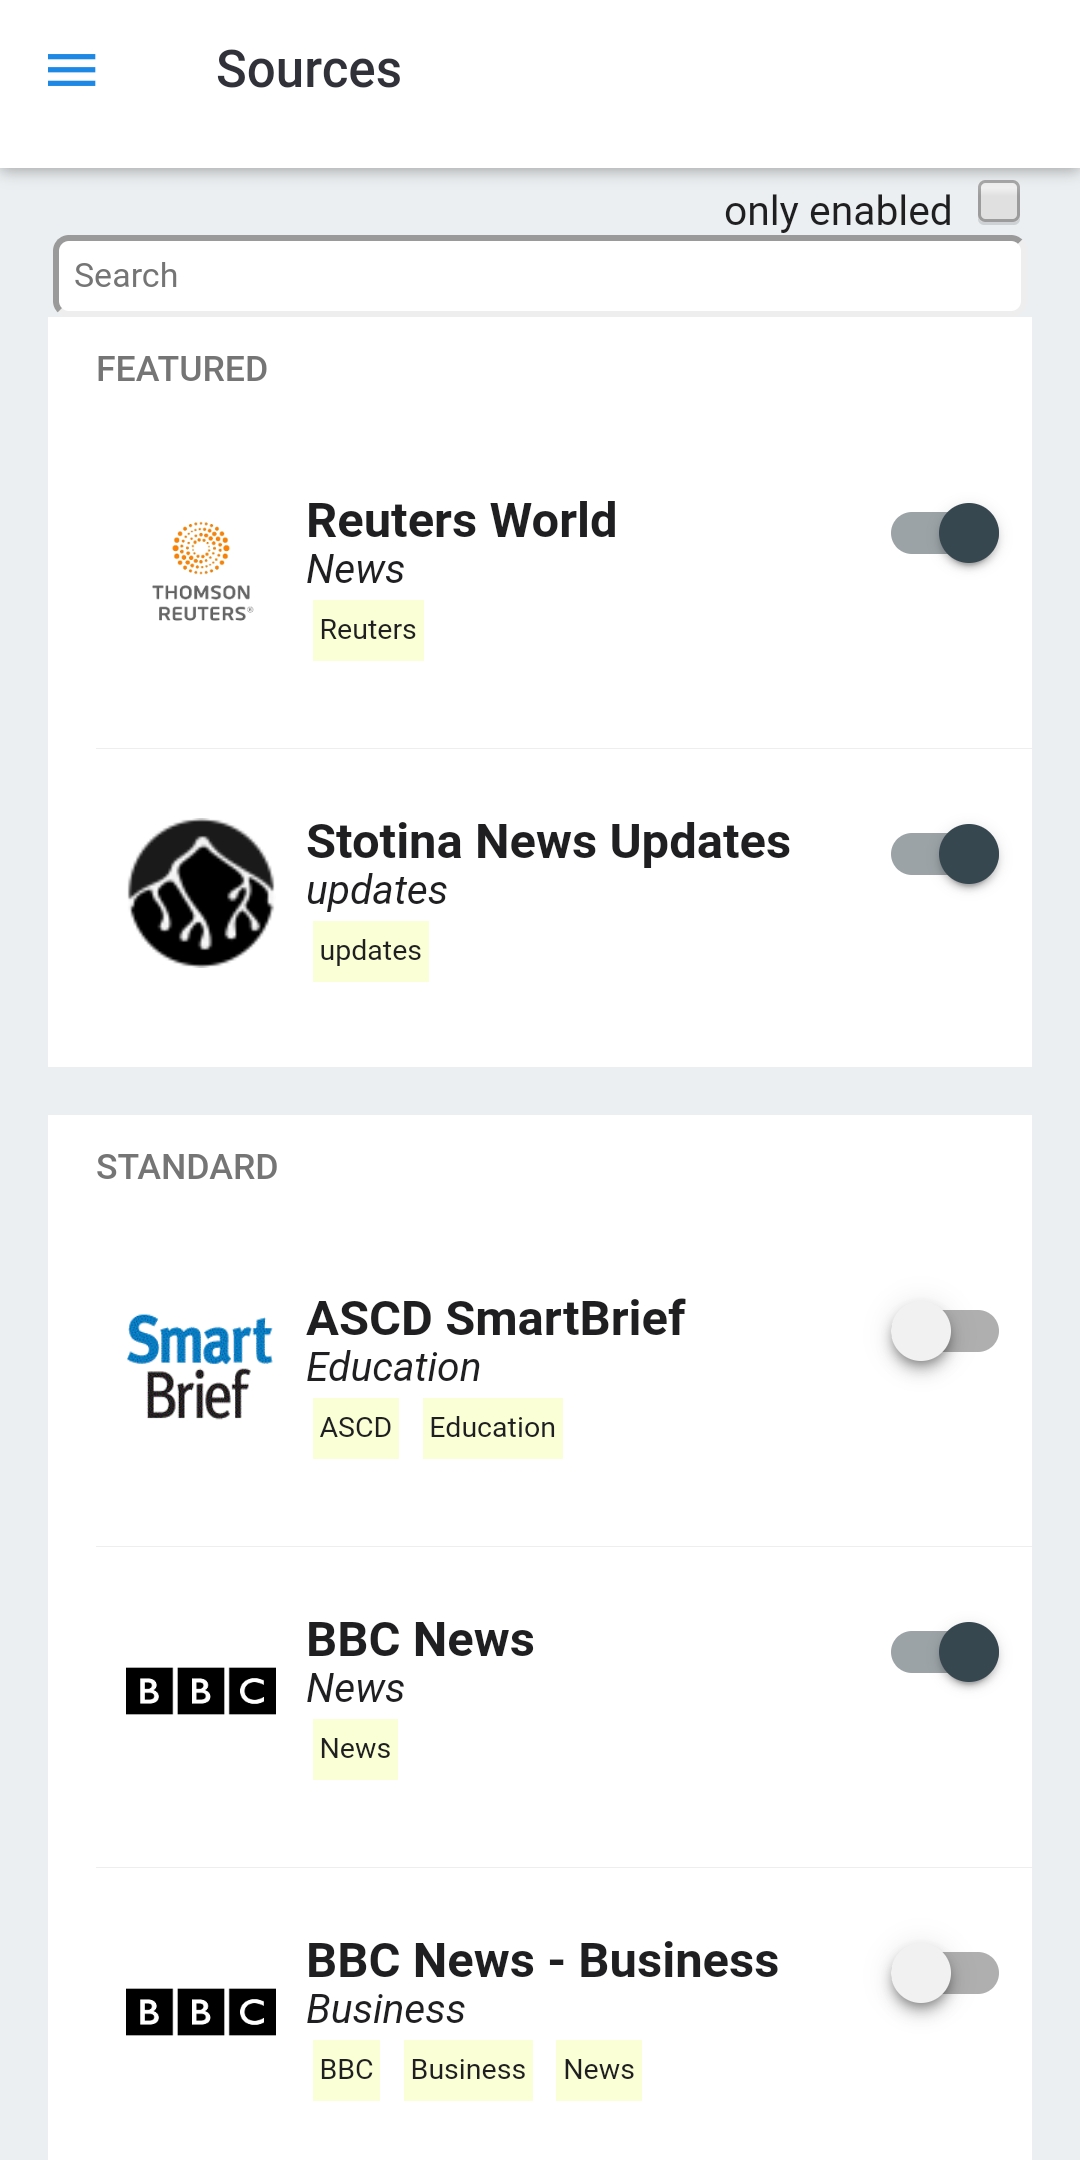 Sources
only enabled
Search
FEATURED
THOMSON
REUTERS®
Reuters World
News
Reuters
Stotina News Updates
updates
updates
STANDARD
Smart
Brief
ASCD SmartBrief
Education
ASCD Education
BBC
BBC News
News
News
BBC
BBC News - Business
Business
BBC Business News